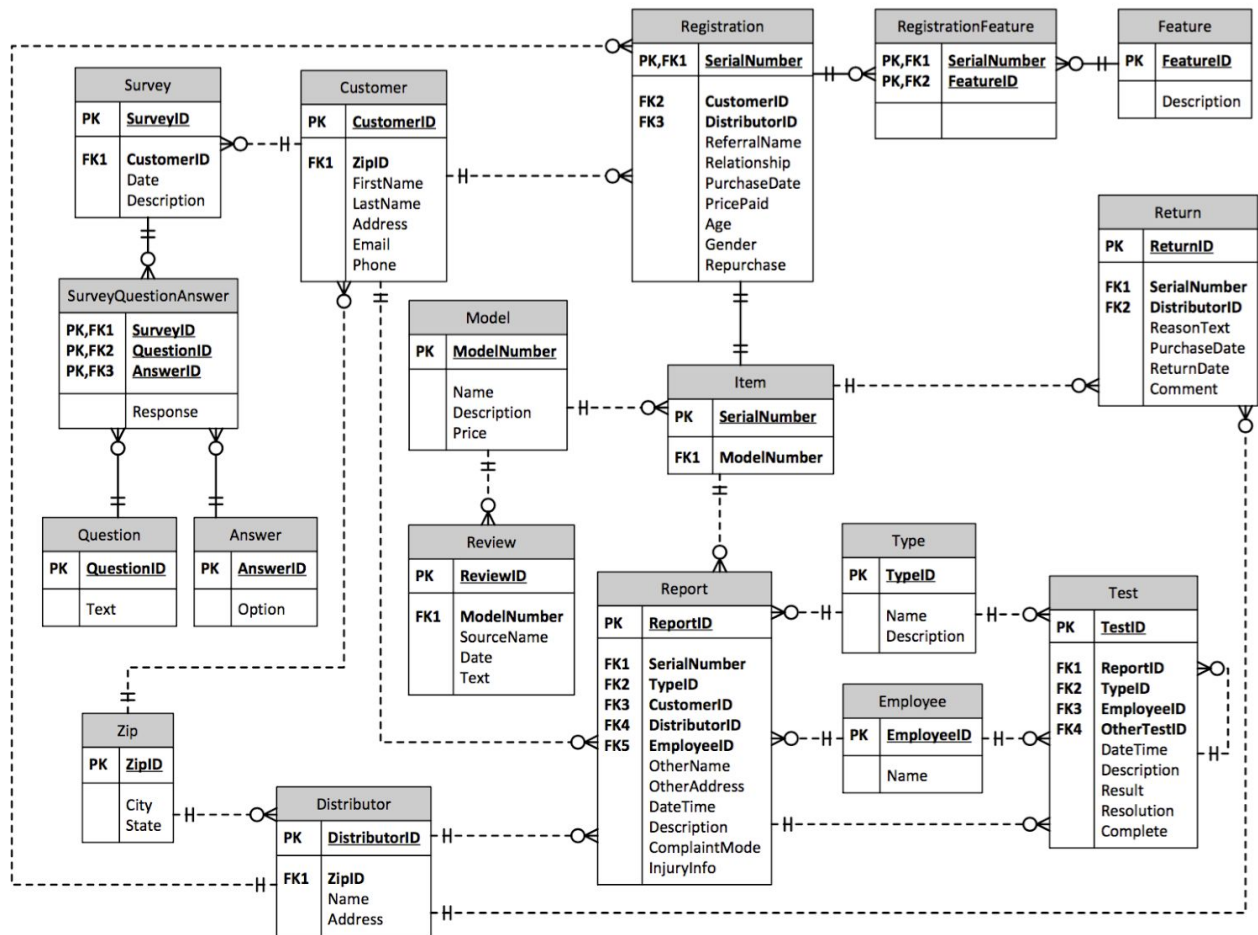 Registration
PK,FK1 SerialNumber
FK2 CustomerID
FK3 DistributorID
ReferralName
Relationship
PurchaseDate
PricePaid
Age
Gender
Repurchase
RegistrationFeature
PK,FK1 SerialNumber
PK,FK2 FeatureID
Feature
PK FeatureID
Description
Survey
PK SurveyID
FK1 CustomerID
Date
Description
Customer
PK CustomerID
FK1 ZipID
FirstName
LastName
Address
Email
Phone
Return
PK ReturnID
FK1 SerialNumber
FK2 DistributorID
ReasonText
PurchaseDate
ReturnDate
Comment
SurveyQuestionAnswer
PK,FK1 SurveyID
PK,FK2 QuestionID
PK,FK3 AnswerID
Response
Model
PK ModelNumber
Name
Description
Price
Item
PK SerialNumber
FK1 ModelNumber
Question
PK QuestionID
Text
Answer
PK AnswerID
Option
Review
PK ReviewID
FK1 ModelNumber
SourceName
Date
Text
Report
PK ReportID
FK1 SerialNumber
FK2 TypeID
FK3 CustomerID
FK4 DistributorID
FK5 EmployeeID
OtherName
OtherAddress
DateTime
Description
ComplaintMode
InjuryInfo
Type
PK TypeID
Name
Description
Test
PK TestID
FK1 ReportID
FK2 TypeID
FK3 EmployeeID
FK4 OtherTestID
DateTime
Description
Result
Resolution
Complete
Employee
PK EmployeeID
Name
Zip
PK ZipID
City
State
Distributor
PK DistributorID
FK1 ZipID
Name
Address